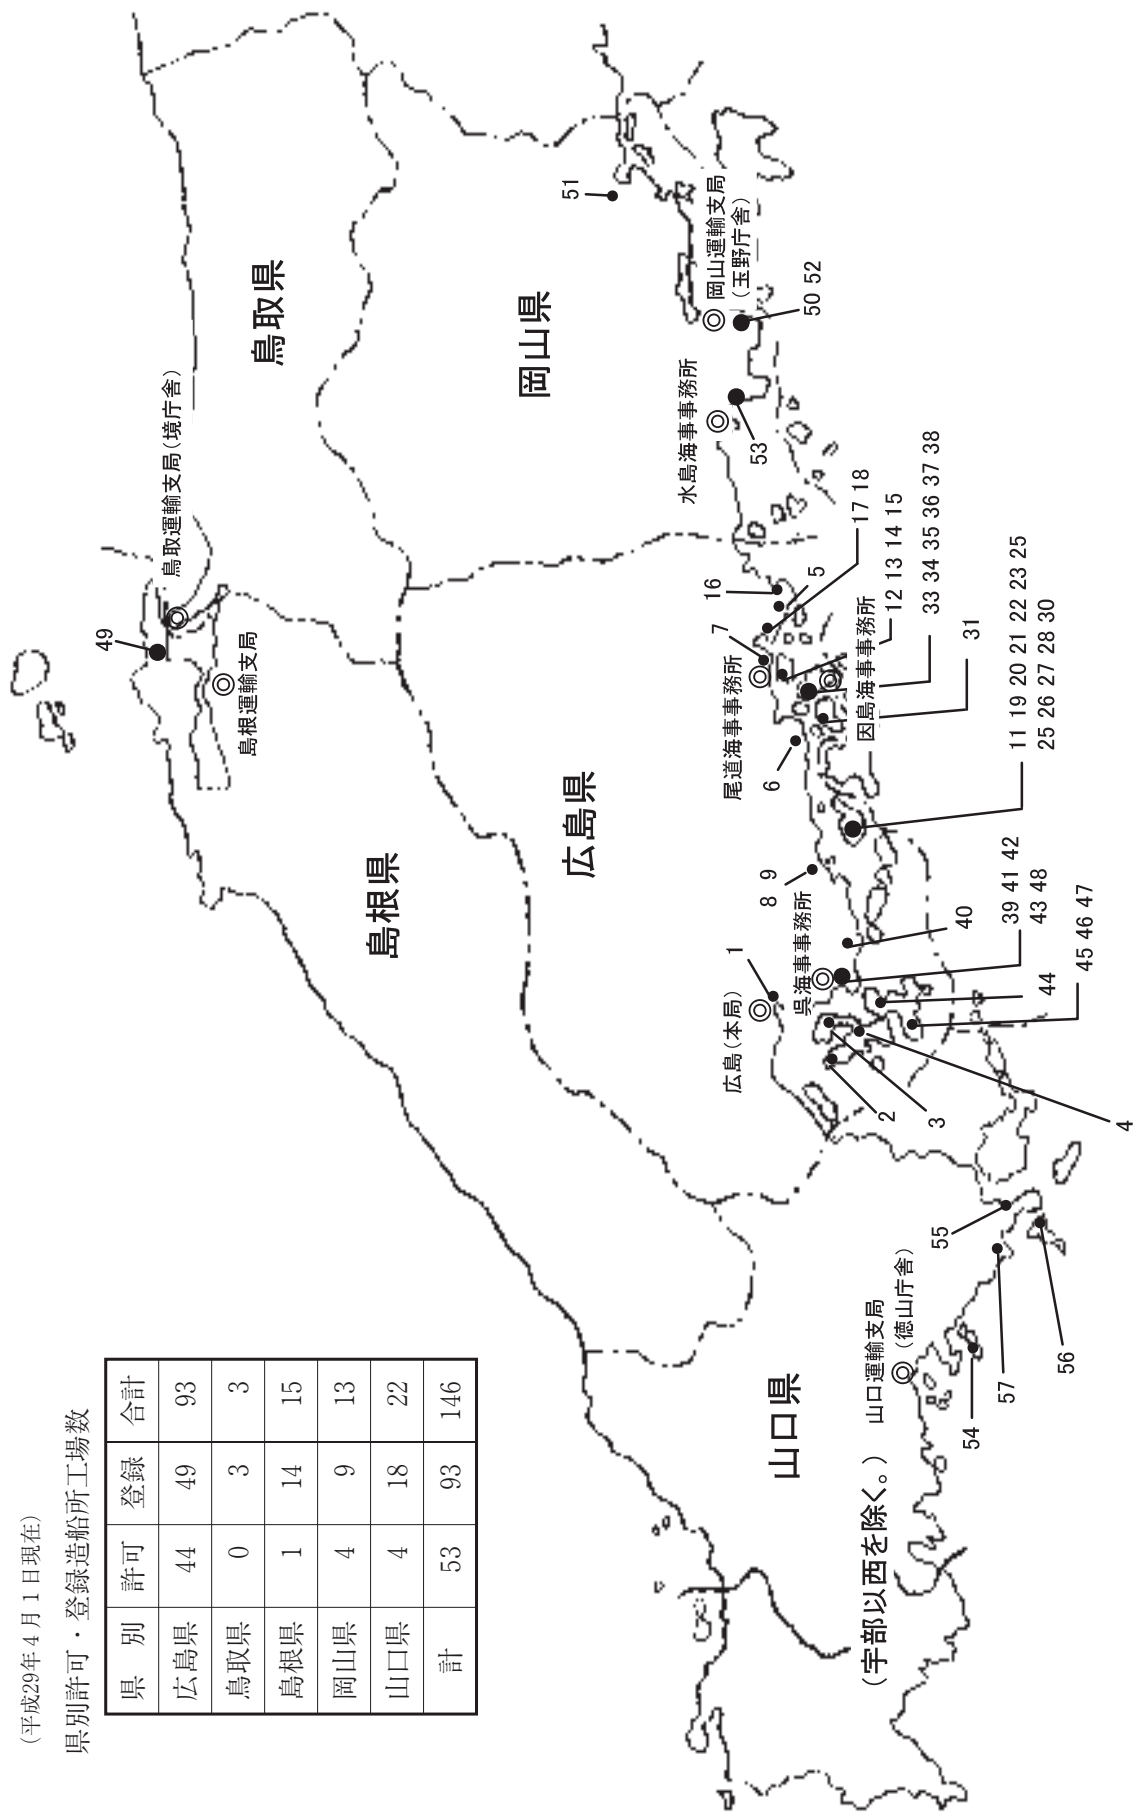 (平成29年4月1日現在)
県別許可・登録造船所工場数
県 別 許可 登録 合計
広島県 44 49 93
鳥取県 0 3 3
島根県 1 14 15
岡山県 4 9 13
山口県 4 18 22
計 53 93 146
49
鳥取運輸支局(境庁舎)
島根運輸支局
鳥取県
島根県
岡山県
広島県
山口県
(宇部以西を除く。)
51
岡山運輸支局
(玉野庁舎)
50 52
水島海事事務所
53
16
5
17 18
7
尾道海事事務所
因島海事事務所
12 13 14 15
33 34 35 36 37 38
31
6
11 19 20 21 22 23 25
25 26 27 28 30
8 9
呉海事事務所
40
39 41 42
43 48
1
広島(本局)
44
45 46 47
2
3
4
55
山口運輸支局
(徳山庁舎)
56
57
54